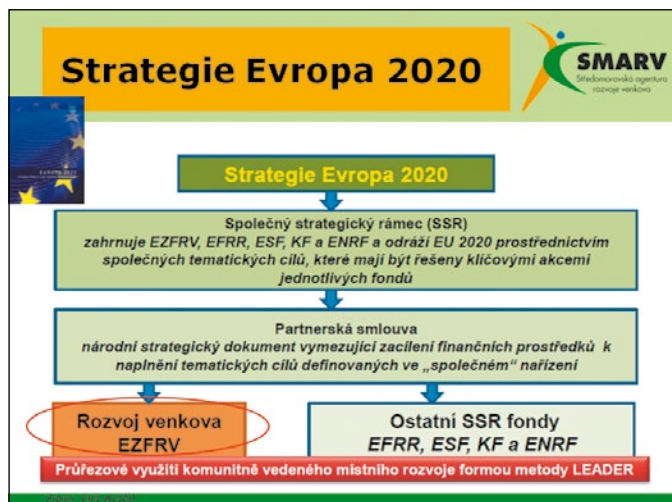 Strategie Evropa 2020
SMARV
Středomoravská agentura
rozvoje venkova
Strategie Evropa 2020
Společný strategický rámec (SSR)
zahrnuje EZFRV, EFRR, ESF, KF a ENRF a odráží EU 2020 prostřednictvím
společných tematických cílů, které mají být řešeny klíčovými akcemi
jednotlivých fondů
Partnerská smlouva
národní strategický dokument vymezující zacílení finančních prostředků k
naplnění tematických cílů definovaných ve „společném“ nařízení
Rozvoj venkova
EZFRV
Ostatní SSR fondy
EFRR, ESF, KF a ENRF
Průřezové využití komunitně vedeného místního rozvoje formou metody LEADER